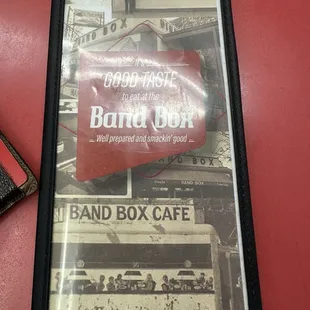 BAND BOX
It's
GOOD TASTE
to eat at the
Band Box
Well prepared and smackin' good
BOX
BAND BOX
BAND BOX CAFE